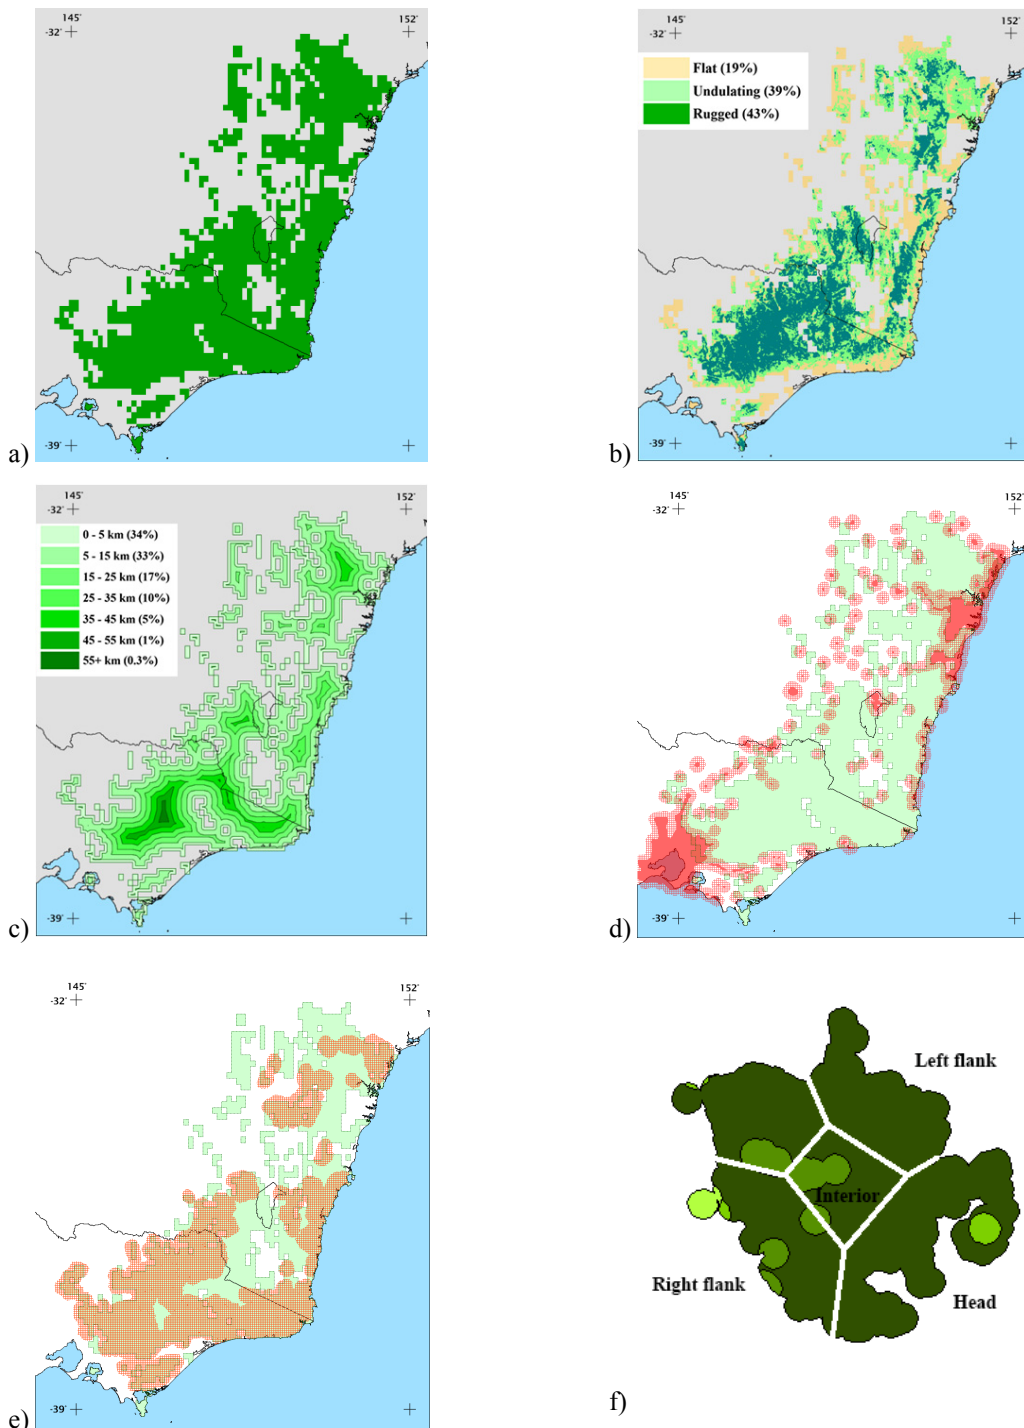 145'
152'
-32'
-39'
a)
145'
152'
-32'
Flat (19%)
Undulating (39%)
Rugged (43%)
-39'
b)
145'
152'
-32'
0 - 5 km (34%)
5 - 15 km (33%)
15 - 25 km (17%)
25 - 35 km (10%)
35 - 45 km (5%)
45 - 55 km (1%)
55+ km (0.3%)
-39'
c)
145'
152'
-32'
-39'
d)
145'
152'
-32'
-39'
e)
Left flank
Interior
Right flank
Head
f)